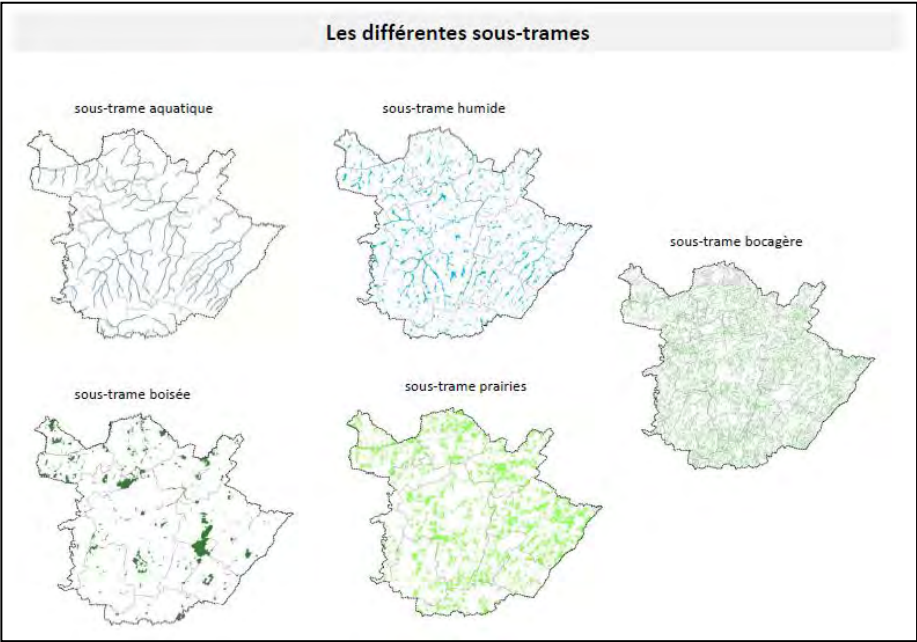 Les différentes sous-trames
sous-trame aquatique
sous-trame humide
sous-trame bocagère
sous-trame boisée
sous-trame prairies